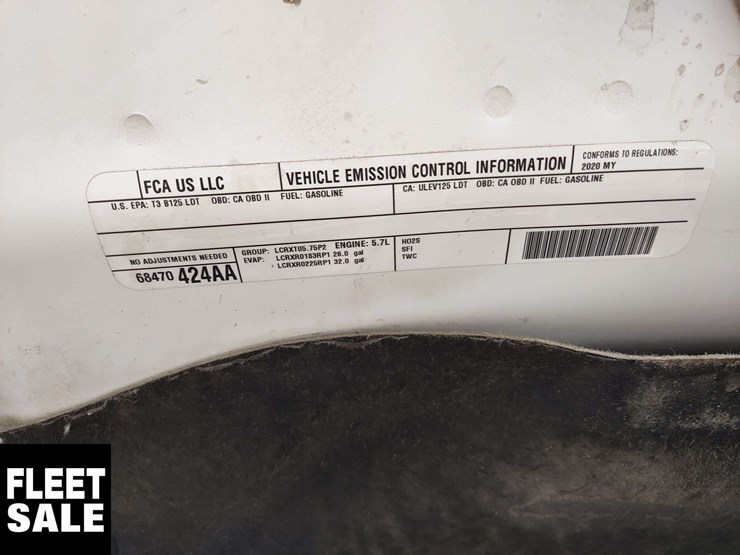 FCA US LLC
VEHICLE EMISSION CONTROL INFORMATION
CONFORMS TO REGULATIONS:
2020 MY
U.S. EPA: T3 B125 LDT OBD: CA OBD II FUEL: GASOLINE
CA: ULEV125 LDT OBD: CA OBD II FUEL: GASOLINE
NO ADJUSTMENTS NEEDED
68470 424AA
GROUP: LCRXT05.75P2 ENGINE: 5.7L
EVAP: LCRXR0183RP1 26.0 gal
, LCRXR0225RP1 32.0 gal
HO2S
SFI
TWC
FLEET
SALE